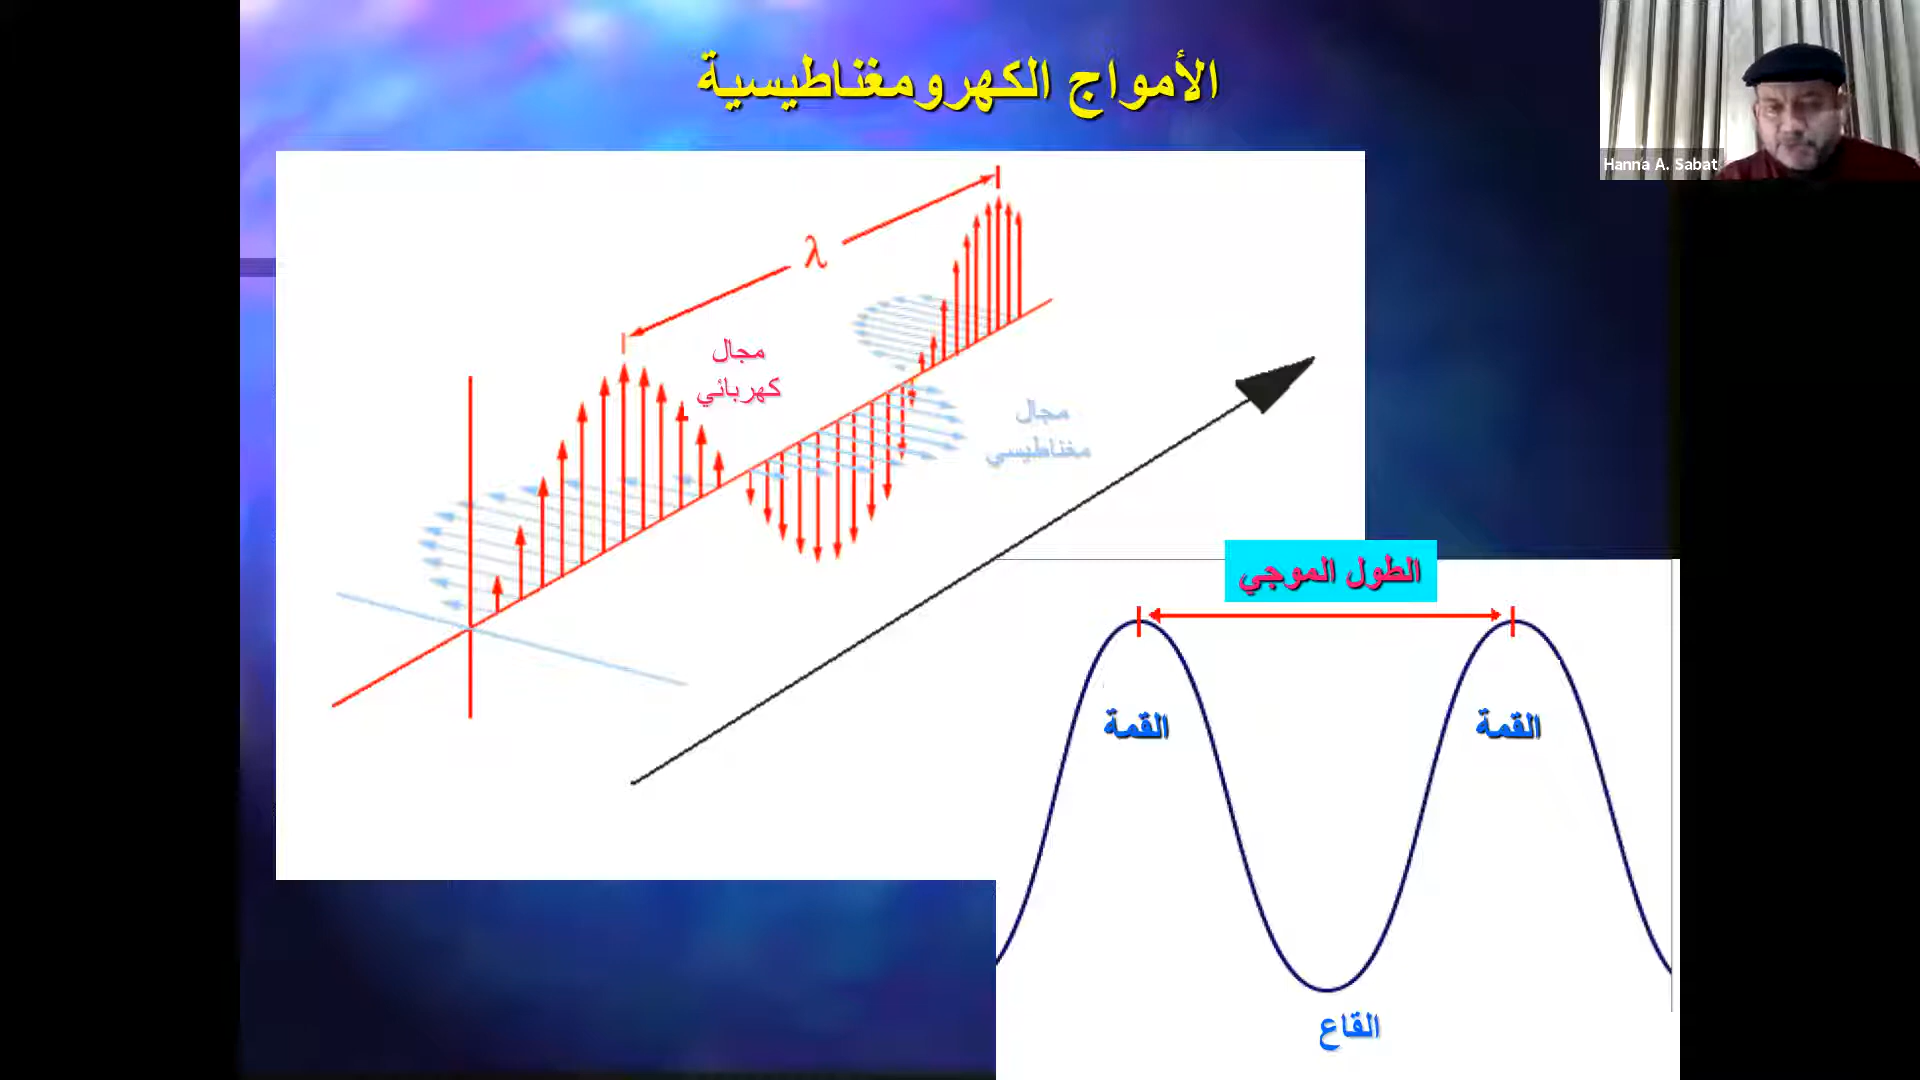 الأمواج الكهرومغناطيسية
Hanna A. Sabat
λ
مجال
كهربائي
مجال
مغناطيسي
الطول الموجي
القمة
القمة
القاع